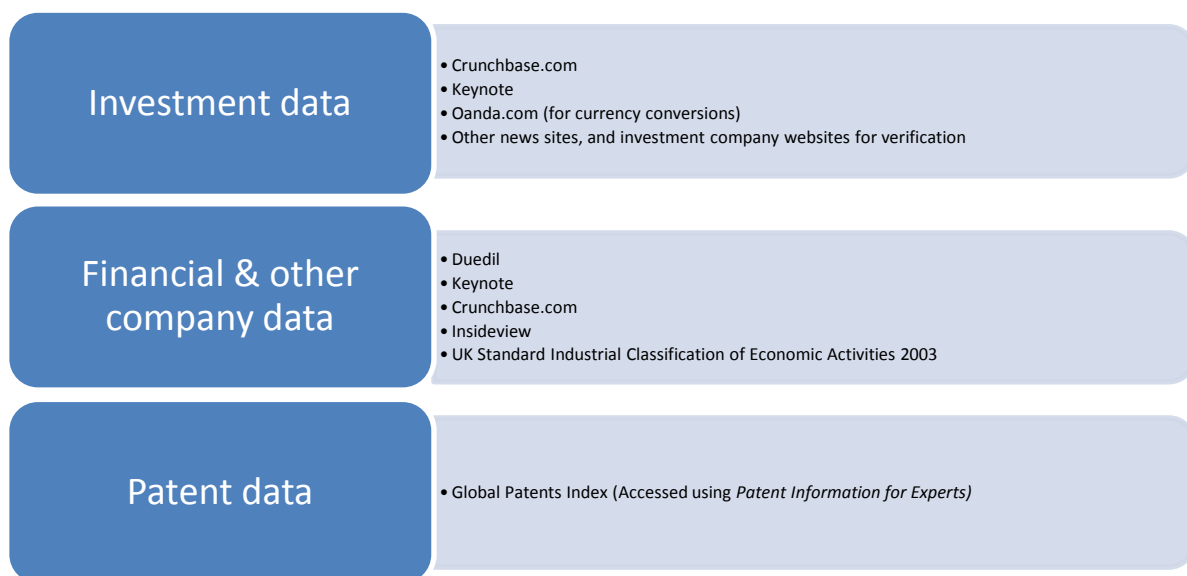 Investment data
• Crunchbase.com
• Keynote
• Oanda.com (for currency conversions)
• Other news sites, and investment company websites for verification
Financial & other
company data
• Duedil
• Keynote
• Crunchbase.com
• Insideview
• UK Standard Industrial Classification of Economic Activities 2003
Patent data
• Global Patents Index (Accessed using Patent Information for Experts)